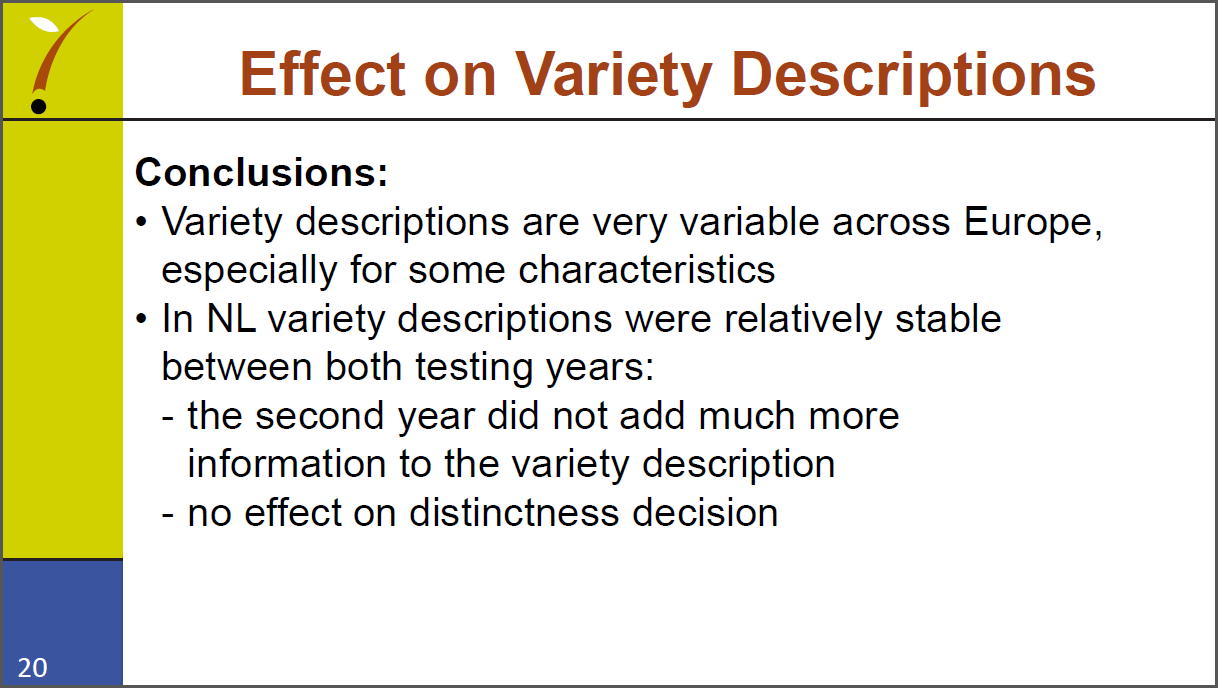 Effect on Variety Descriptions
Conclusions:
• Variety descriptions are very variable across Europe,
especially for some characteristics
• In NL variety descriptions were relatively stable
between both testing years:
- the second year did not add much more
information to the variety description
- no effect on distinctness decision
20